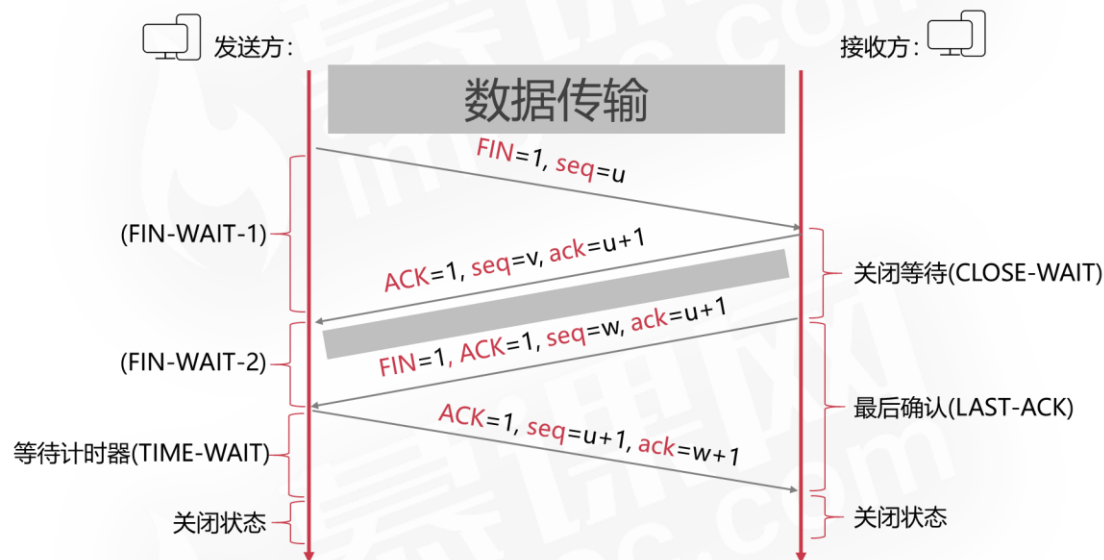 发送方：
接收方：
数据传输
FIN=1, seq=u
(FIN-WAIT-1)
ACK=1, seq=v, ack=u+1
关闭等待(CLOSE-WAIT)
FIN=1, ACK=1, seq=w, ack=u+1
(FIN-WAIT-2)
最后确认(LAST-ACK)
ACK=1, seq=u+1, ack=w+1
等待计时器(TIME-WAIT)
关闭状态
关闭状态